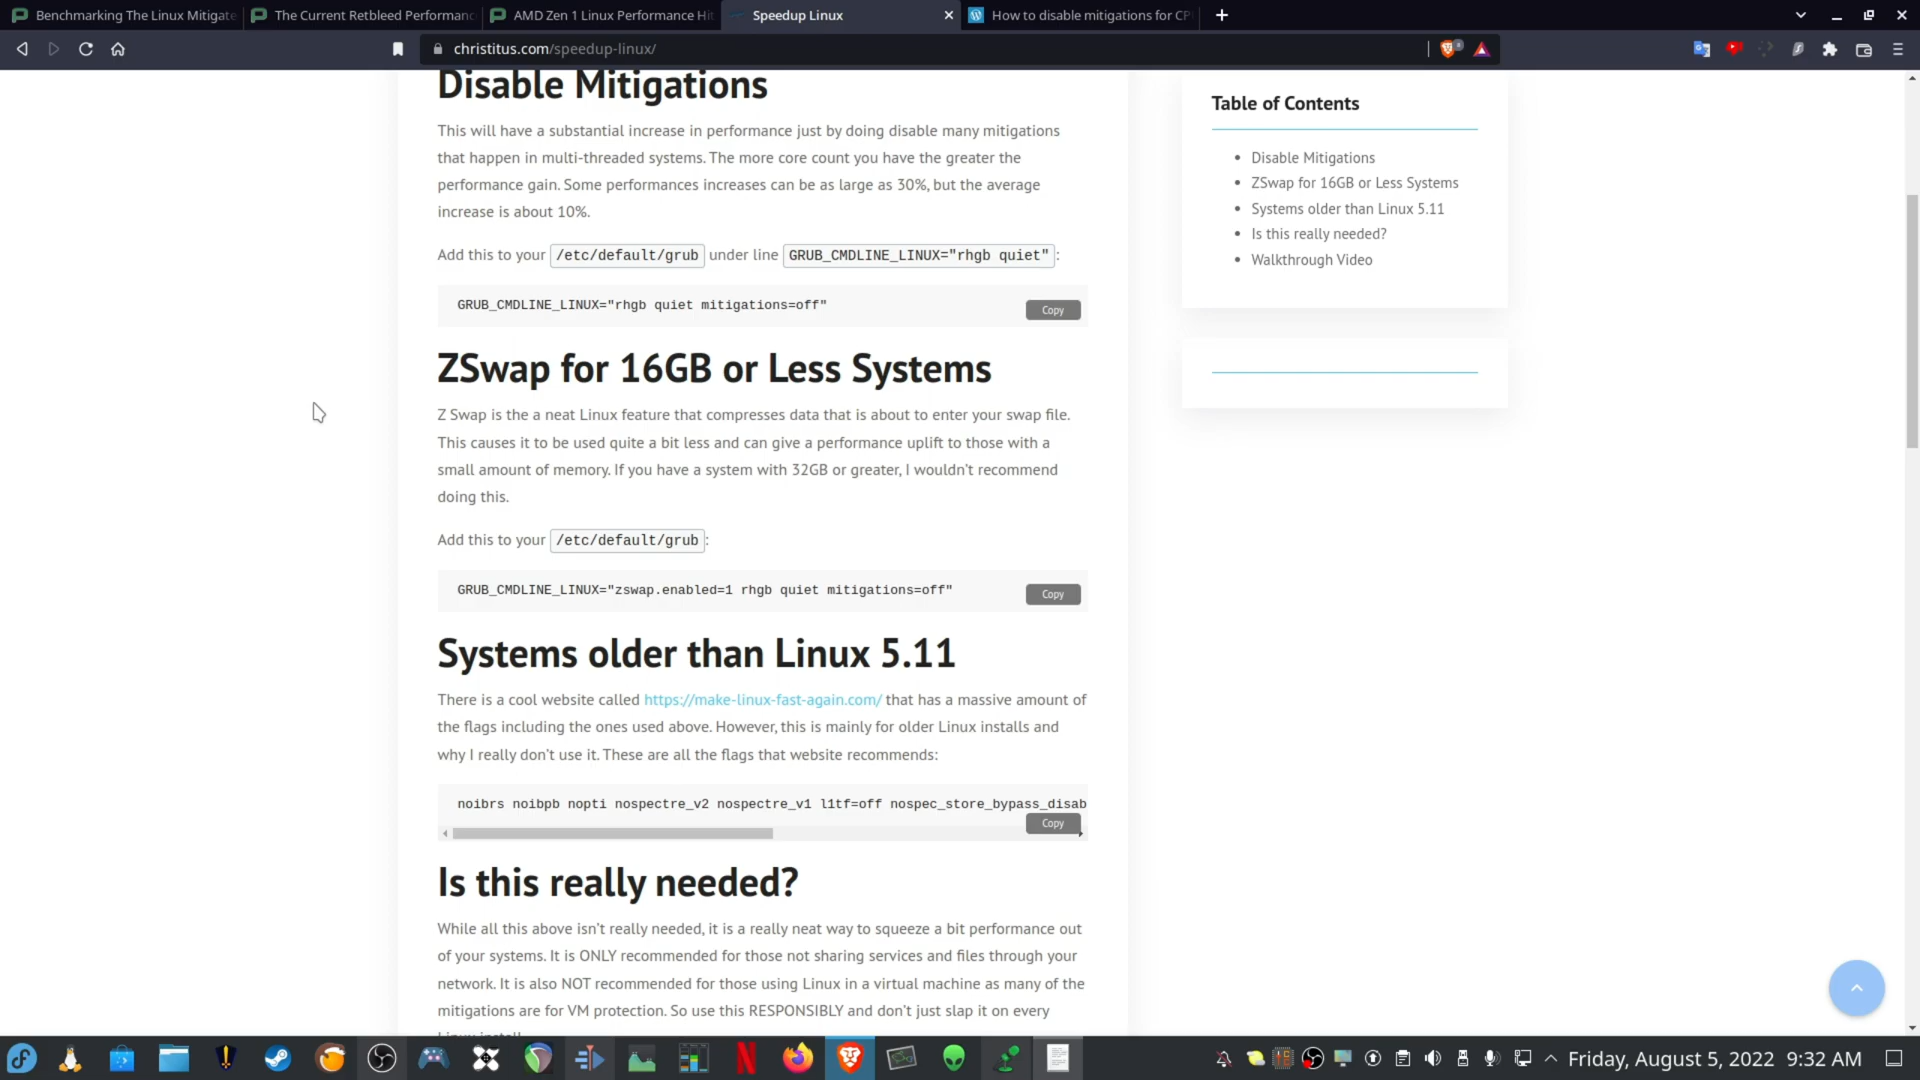 Benchmarking The Linux Mitigate
The Current Retbleed Performanc
AMD Zen 1 Linux Performance Hit
Speedup Linux
How to disable mitigations for CP
christitus.com/speedup-linux/
Disable Mitigations
This will have a substantial increase in performance just by doing disable many mitigations
that happen in multi-threaded systems. The more core count you have the greater the
performance gain. Some performances increases can be as large as 30%, but the average
increase is about 10%.
Add this to your /etc/default/grub under line GRUB_CMDLINE_LINUX="rhgb quiet":
GRUB_CMDLINE_LINUX="rhgb quiet mitigations=off"
Copy
ZSwap for 16GB or Less Systems
Z Swap is the a neat Linux feature that compresses data that is about to enter your swap file.
This causes it to be used quite a bit less and can give a performance uplift to those with a
small amount of memory. If you have a system with 32GB or greater, I wouldn't recommend
doing this.
Add this to your /etc/default/grub:
GRUB_CMDLINE_LINUX="zswap.enabled=1 rhgb quiet mitigations=off"
Copy
Systems older than Linux 5.11
There is a cool website called https://make-linux-fast-again.com/ that has a massive amount of
the flags including the ones used above. However, this is mainly for older Linux installs and
why I really don't use it. These are all the flags that website recommends:
noibrs noibpb nopti nospectre_v2 nospectre_v1 l1tf=off nospec_store_bypass_disab
Copy
Is this really needed?
While all this above isn't really needed, it is a really neat way to squeeze a bit performance out
of your systems. It is ONLY recommended for those not sharing services and files through your
network. It is also NOT recommended for those using Linux in a virtual machine as many of the
mitigations are for VM protection. So use this RESPONSIBLY and don't just slap it on every
Linux install
Table of Contents
Disable Mitigations
ZSwap for 16GB or Less Systems
Systems older than Linux 5.11
Is this really needed?
Walkthrough Video
Friday, August 5, 2022 9:32 AM